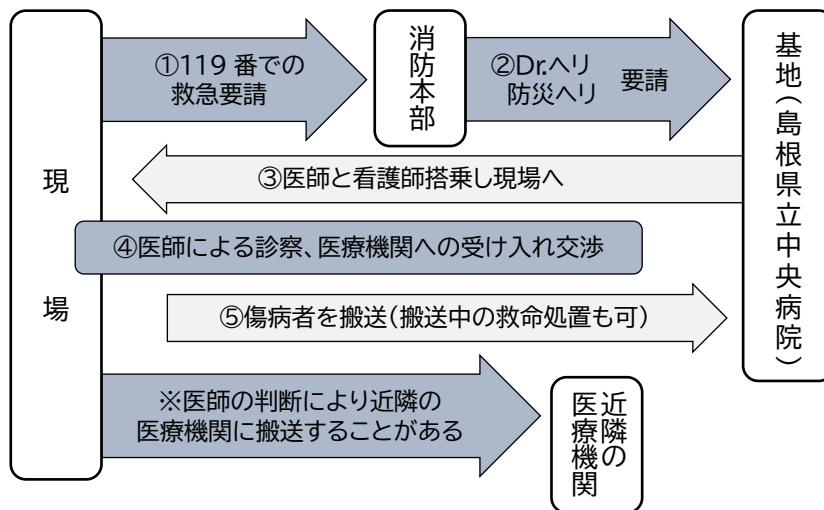 現場
①119 番での
救急要請
消防本部
②Dr.ヘリ
防災ヘリ
要請
基地(島根県立中央病院)
③医師と看護師搭乗し現場へ
④医師による診察、医療機関への受け入れ交渉
⑤傷病者を搬送(搬送中の救命処置も可)
※医師の判断により近隣の
医療機関に搬送することがある
近隣の
医療機関